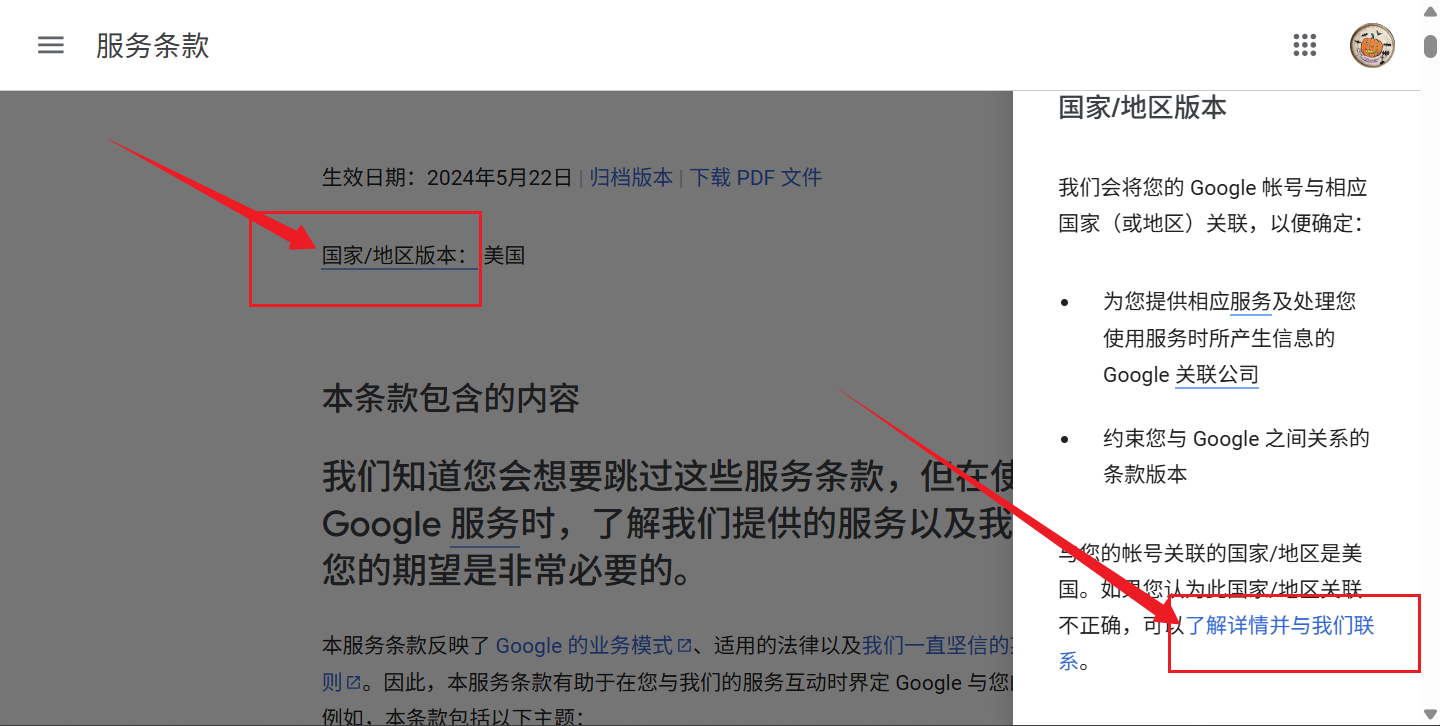 服务条款
生效日期：2024年5月22日 | 归档版本 | 下载 PDF 文件
国家/地区版本： 美国
本条款包含的内容
我们知道您会想要跳过这些服务条款，但在使
Google 服务时，了解我们提供的服务以及我
您的期望是非常必要的。
本服务条款反映了 Google 的业务模式、适用的法律以及我们一直坚信的
则。因此，本服务条款有助于在您与我们的服务互动时界定 Google 与您
例如，本条款包括以下主题：
国家/地区版本
我们会将您的 Google 帐号与相应
国家（或地区）关联，以便确定：
• 为您提供相应服务及处理您
使用服务时所产生信息的
Google 关联公司
• 约束您与 Google 之间关系的
条款版本
与您的帐号关联的国家/地区是美
国。如果您认为此国家/地区关联
不正确，可以了解详情并与我们联
系。